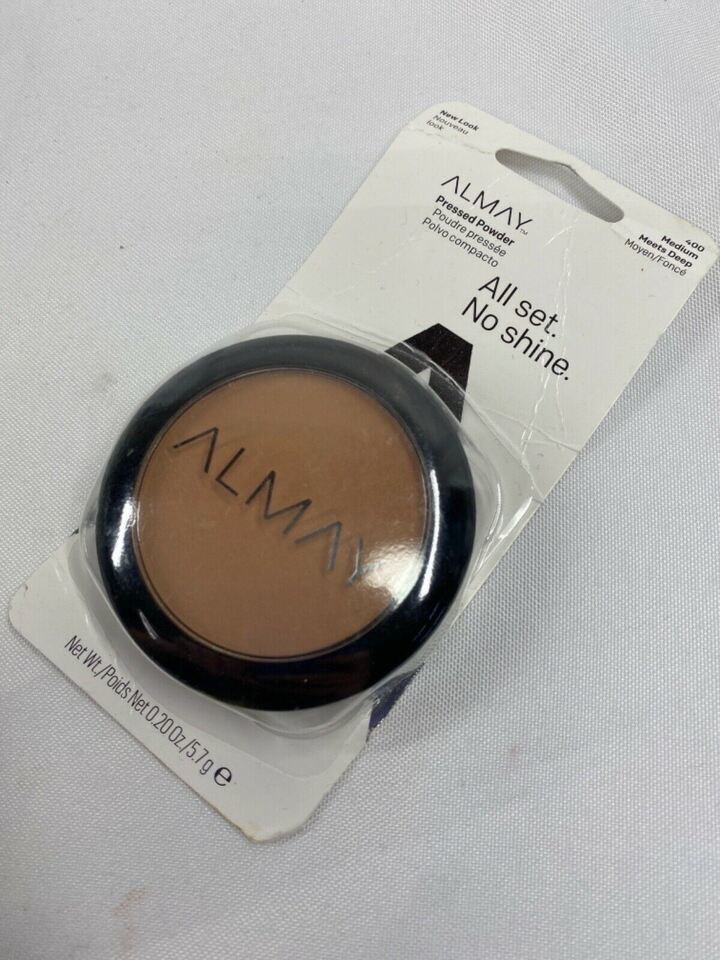 New Look
Nouveau
look
ALMAY™
Pressed Powder
Poudre pressée
Polvo compacto
400
Medium
Meets Deep
Moyen/Foncé
All set.
No shine.
ALMAY
Net Wt./Poids Net 0.20 Oz/5.7 g ℮